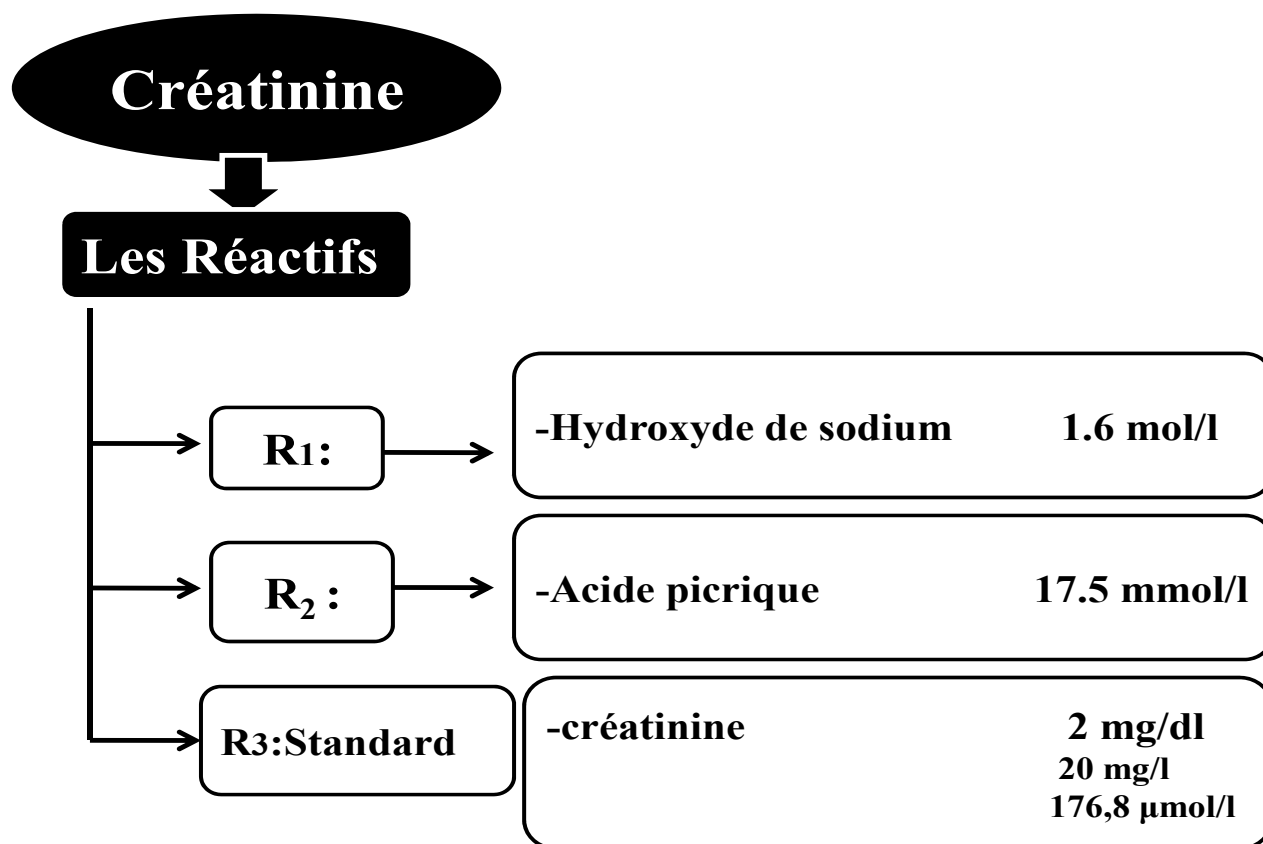 Créatinine
Les Réactifs
R1:
-Hydroxyde de sodium 1.6 mol/l
R2 :
-Acide picrique 17.5 mmol/l
R3:Standard
-créatinine 2 mg/dl
20 mg/l
176,8 µmol/l